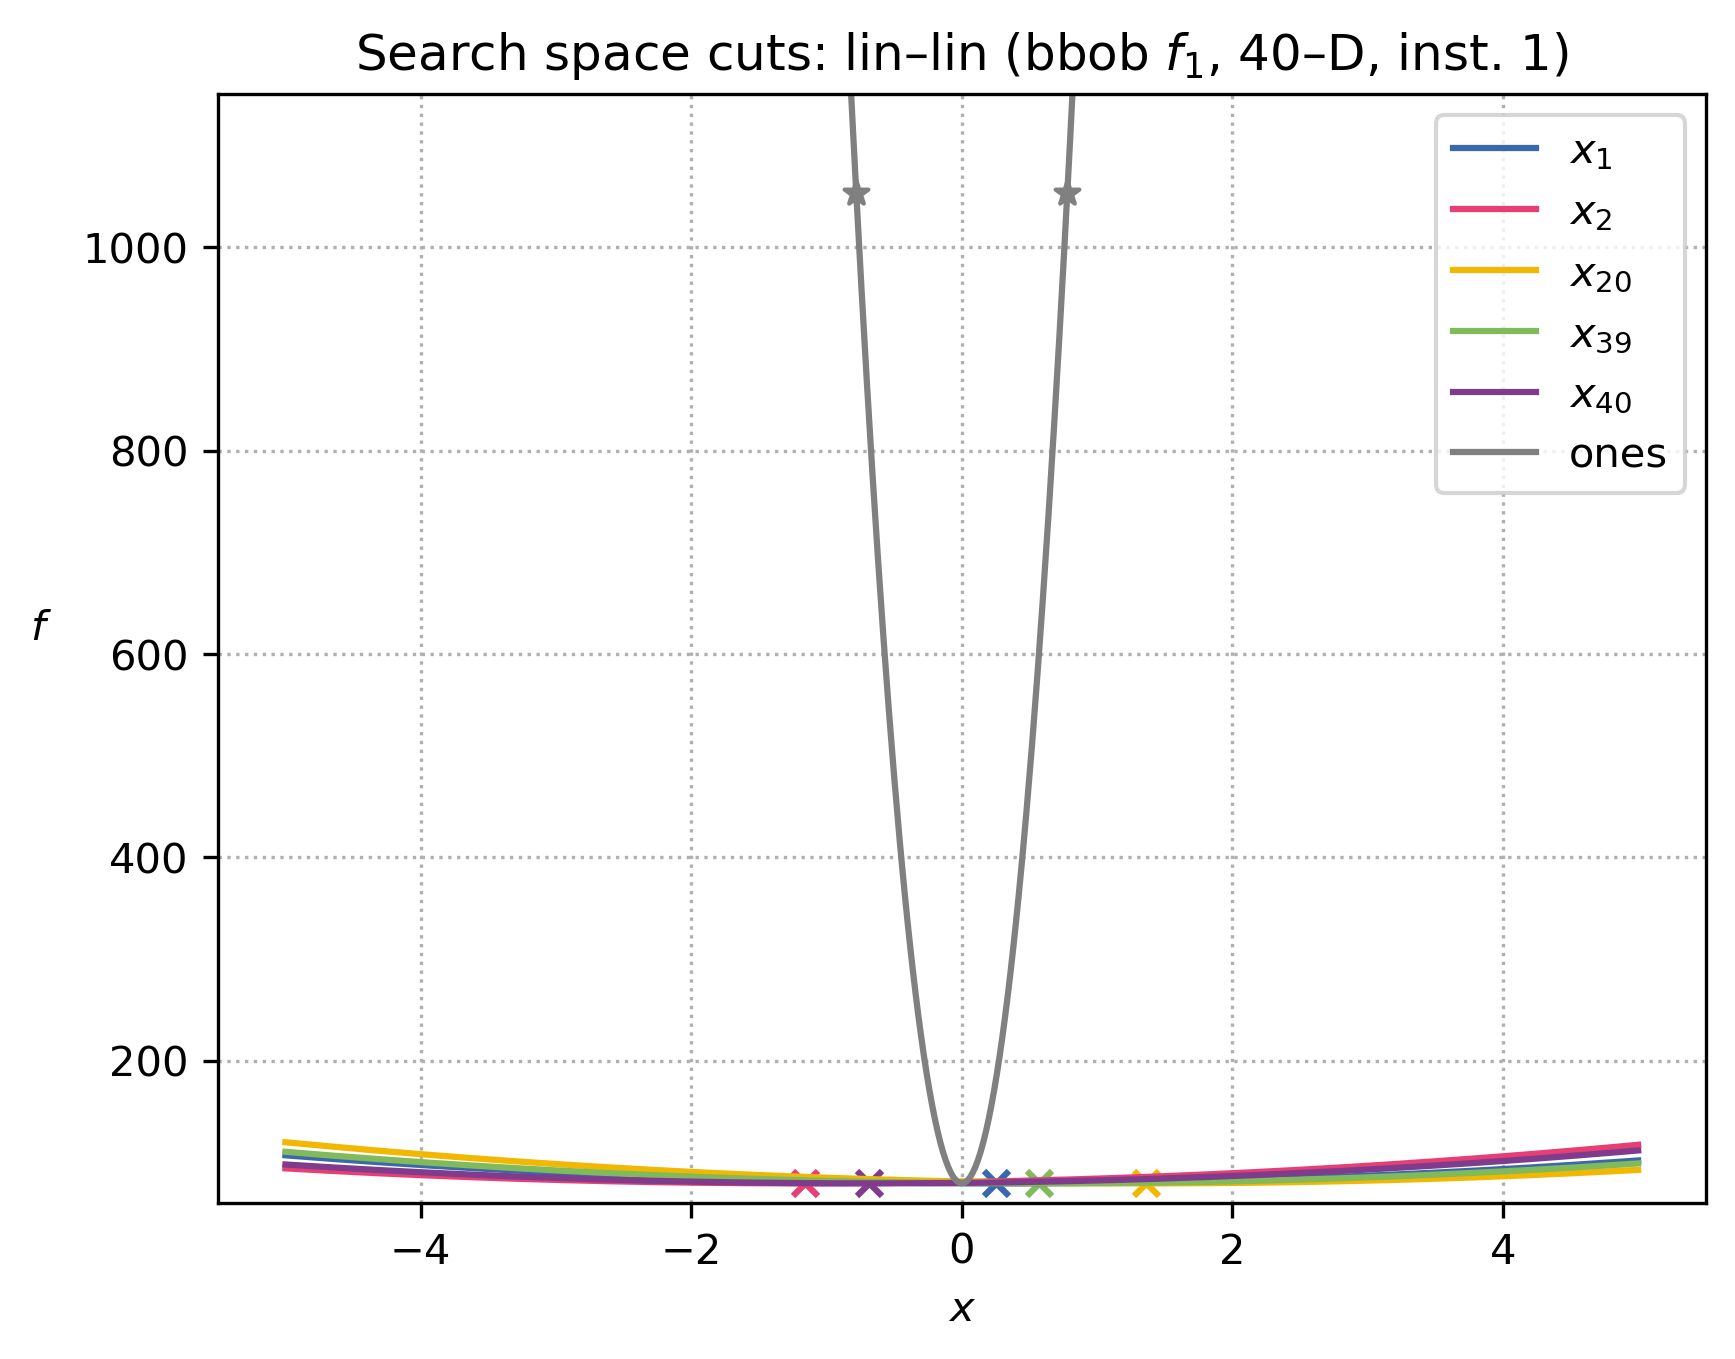 Search space cuts: lin–lin (bbob f₁, 40–D, inst. 1)
x₁
x₂
x₂₀
x₃₉
x₄₀
ones
1000
800
600
400
200
f
−4 −2 0 2 4
x